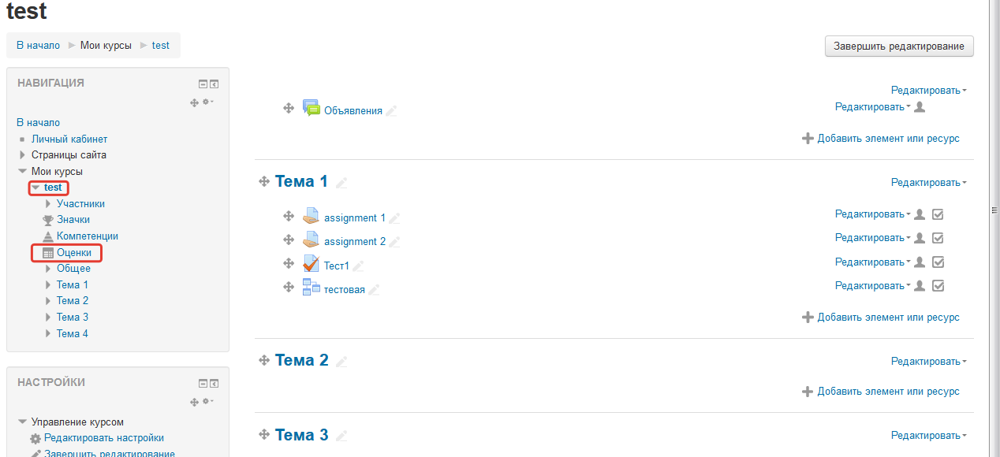 test
В начало Мои курсы test
Завершить редактирование
НАВИГАЦИЯ
В начало
Личный кабинет
Страницы сайта
Мои курсы
test
Участники
Значки
Компетенции
Оценки
Общее
Тема 1
Тема 2
Тема 3
Тема 4
НАСТРОЙКИ
Управление курсом
Редактировать настройки
Завершить редактирование
Редактировать
Объявления Редактировать
Добавить элемент или ресурс
Тема 1 Редактировать
assignment 1 Редактировать
assignment 2 Редактировать
Тест1 Редактировать
тестовая Редактировать
Добавить элемент или ресурс
Тема 2 Редактировать
Добавить элемент или ресурс
Тема 3 Редактировать